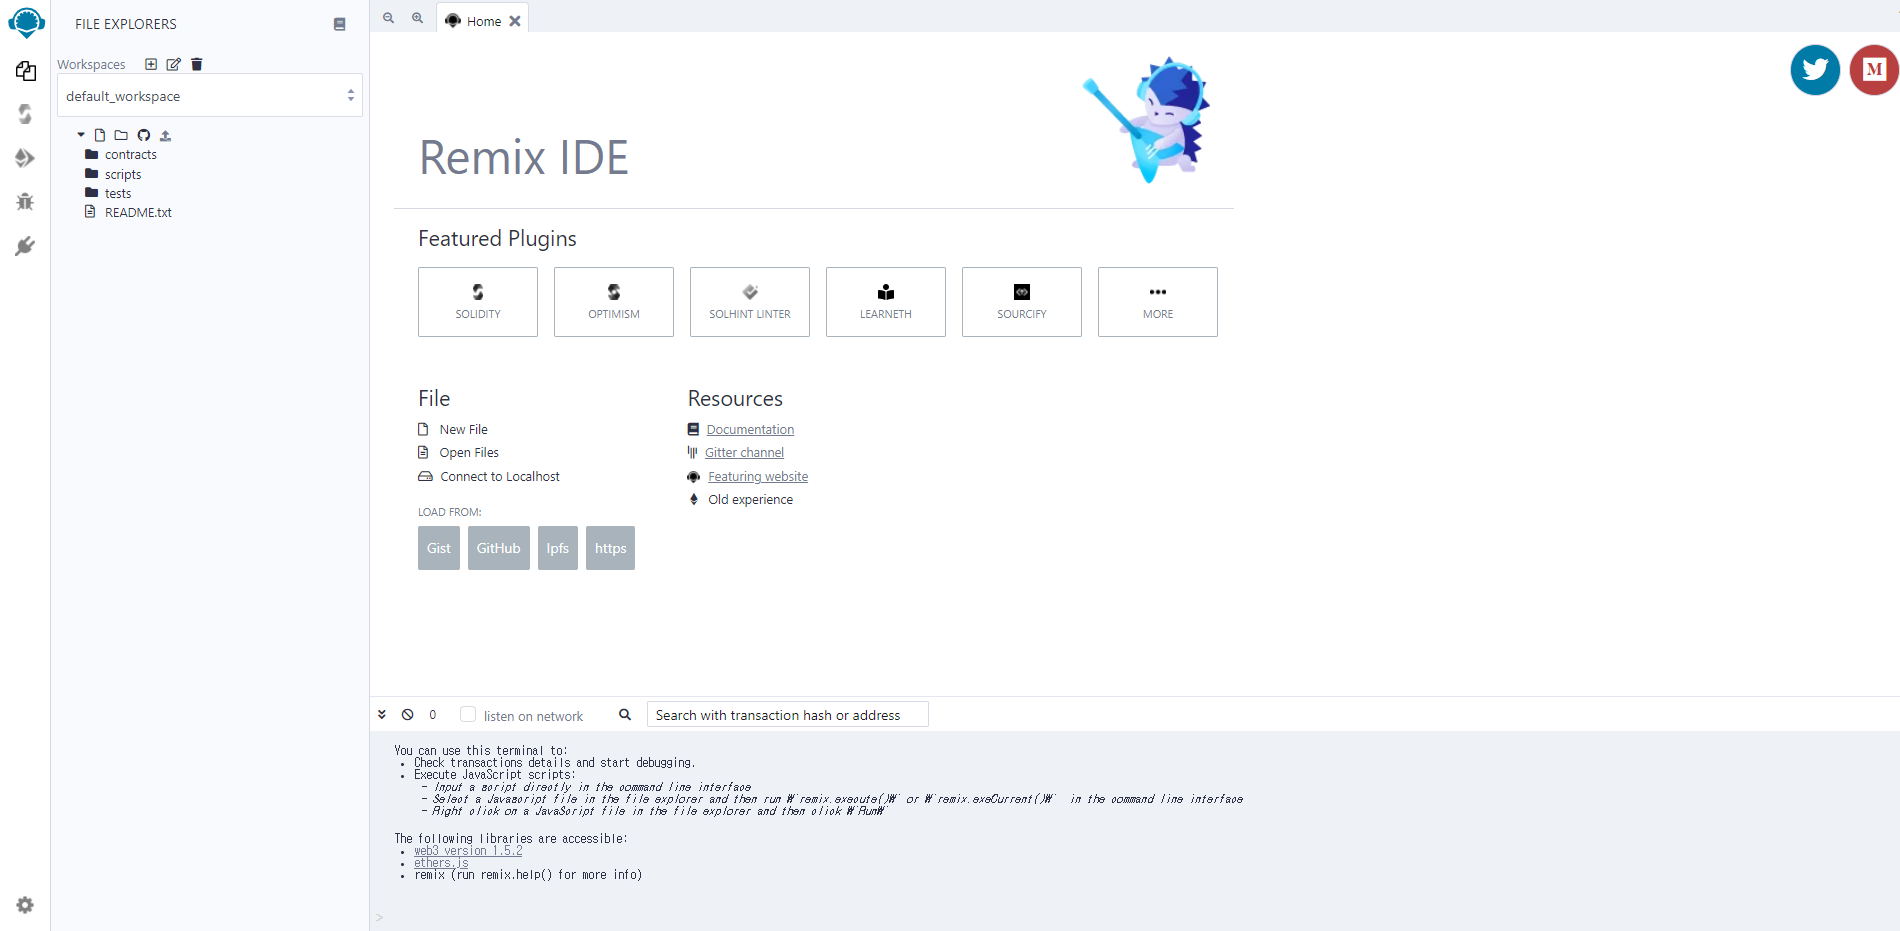 FILE EXPLORERS
Home
Workspaces
default_workspace
contracts
scripts
tests
README.txt
Remix IDE
M
Featured Plugins
SOLIDITY
OPTIMISM
SOLHINT LINTER
LEARNETH
SOURCIFY
MORE
File
New File
Open Files
Connect to Localhost
LOAD FROM:
Gist
GitHub
Ipfs
https
Resources
Documentation
Gitter channel
Featuring website
Old experience
0
listen on network
Search with transaction hash or address
You can use this terminal to:
• Check transactions details and start debugging.
• Execute JavaScript scripts:
- Input a script directly in the command line interface
- Select a Javascript file in the file explorer and then run ₩`remix.execute()₩` or ₩`remix.exeCurrent()₩` in the command line interface
- Right click on a JavaScript file in the file explorer and then click ₩`Run₩`
The following libraries are accessible:
• web3 version 1.5.2
• ethers.js
• remix (run remix.help() for more info)
>